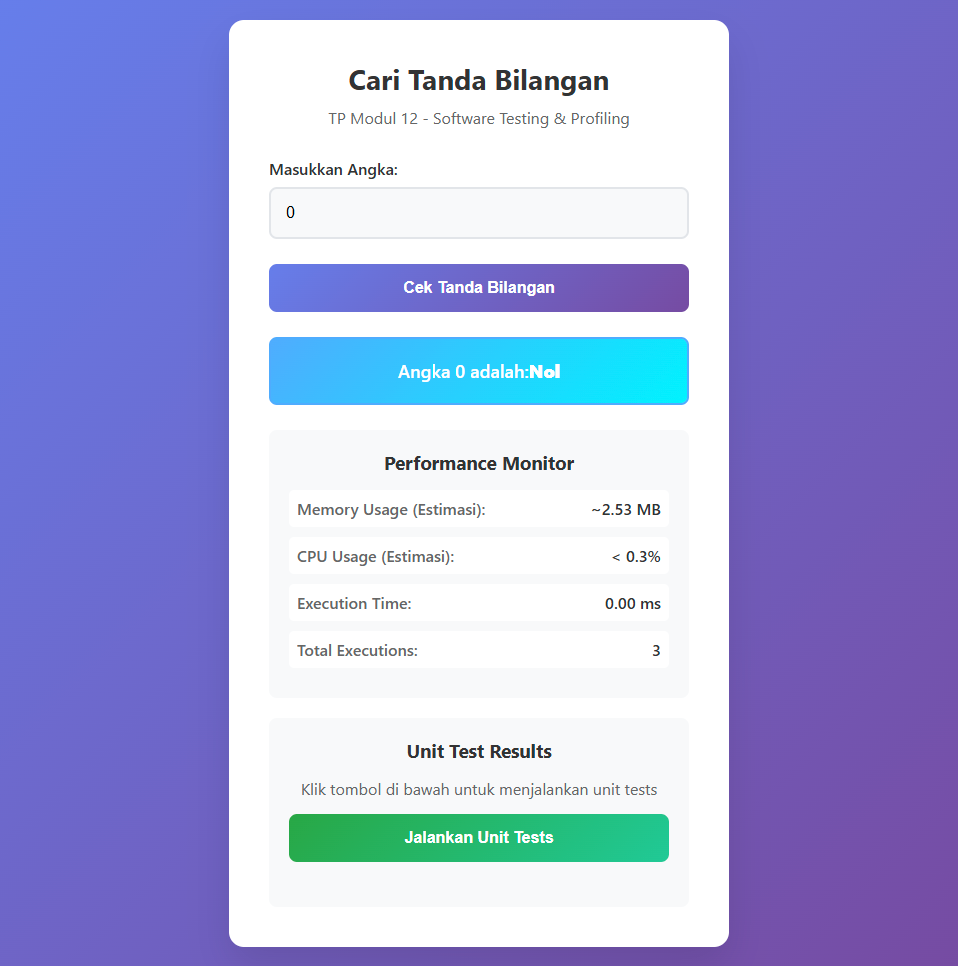 Cari Tanda Bilangan
TP Modul 12 - Software Testing & Profiling
Masukkan Angka:
0
Cek Tanda Bilangan
Angka 0 adalah:Nol
Performance Monitor
Memory Usage (Estimasi): ~2.53 MB
CPU Usage (Estimasi): < 0.3%
Execution Time: 0.00 ms
Total Executions: 3
Unit Test Results
Klik tombol di bawah untuk menjalankan unit tests
Jalankan Unit Tests